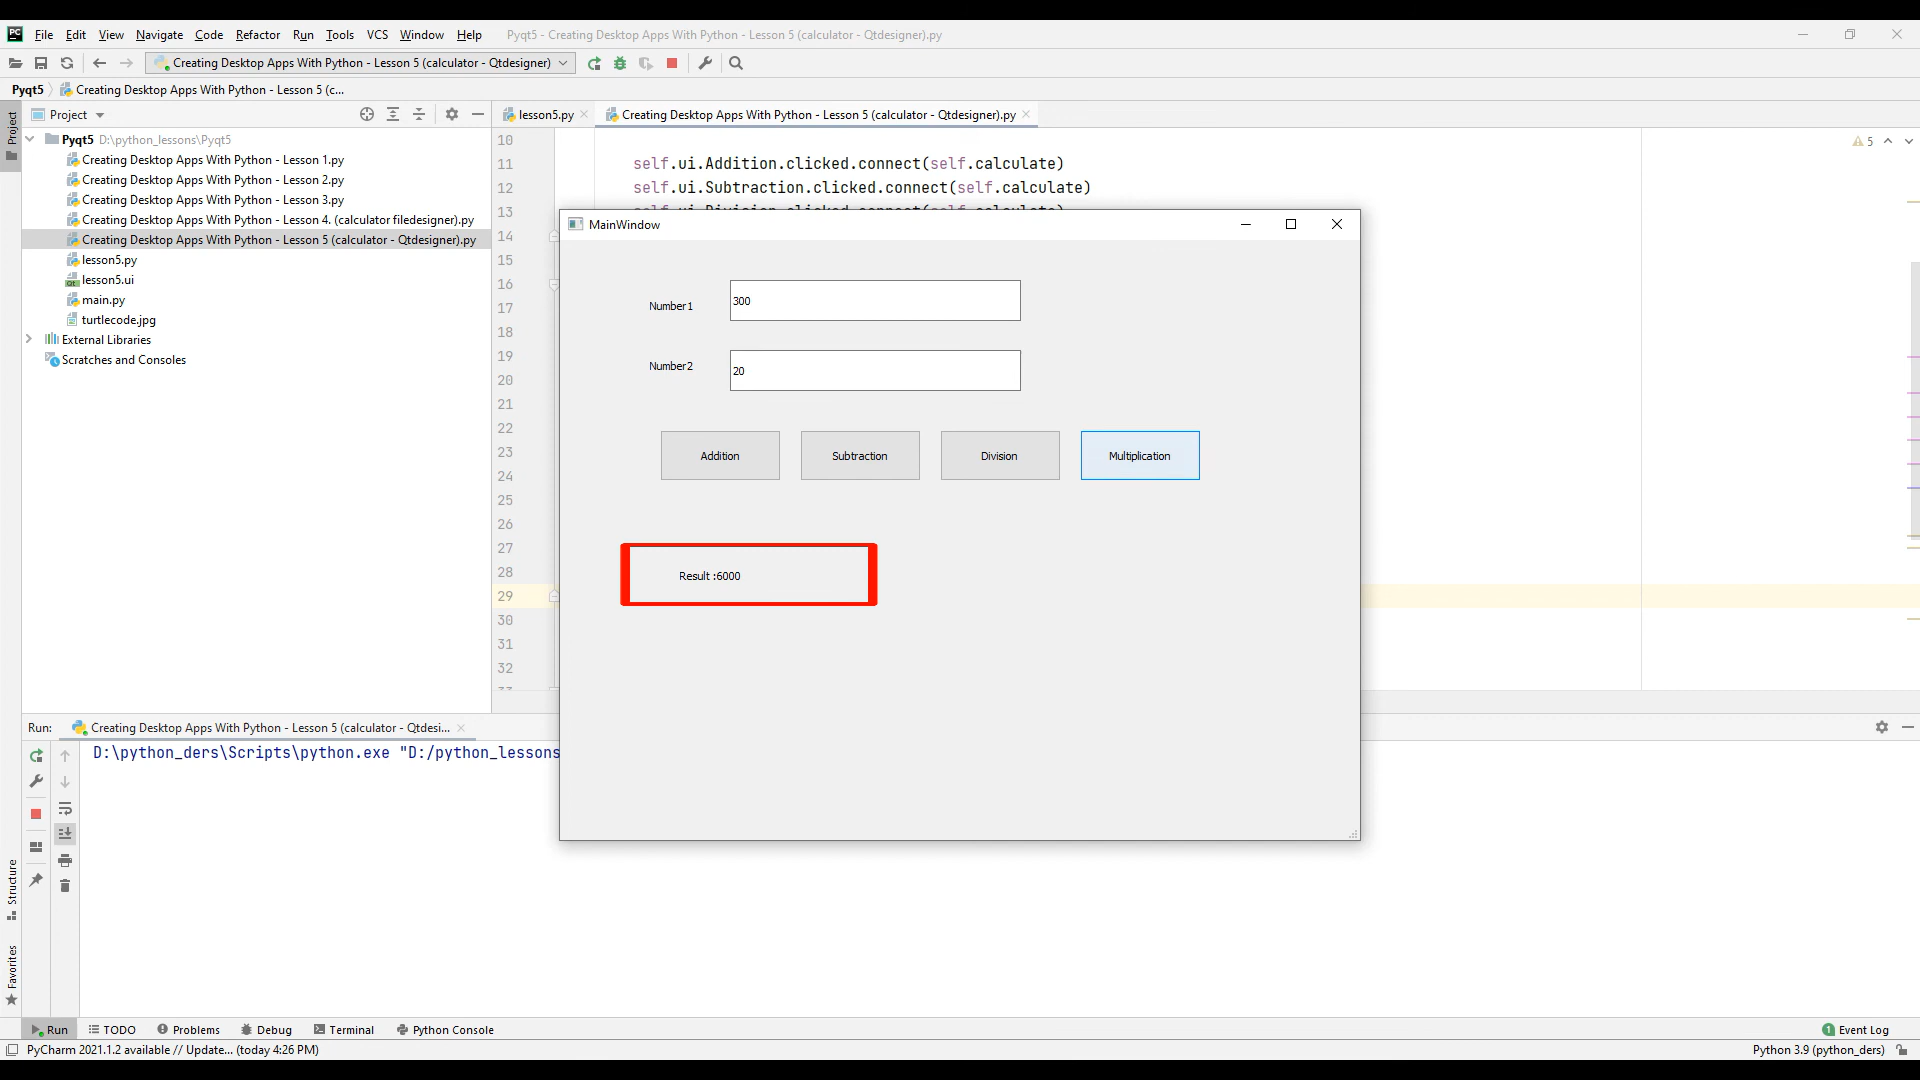 PC File Edit View Navigate Code Refactor Run Tools VCS Window Help Pyqt5 - Creating Desktop Apps With Python - Lesson 5 (calculator - Qtdesigner).py
Creating Desktop Apps With Python - Lesson 5 (calculator - Qtdesigner)
Pyqt5 Creating Desktop Apps With Python - Lesson 5 (c...
Project
Project
lesson5.py Creating Desktop Apps With Python - Lesson 5 (calculator - Qtdesigner).py
Pyqt5 D:\python_lessons\Pyqt5
Creating Desktop Apps With Python - Lesson 1.py
Creating Desktop Apps With Python - Lesson 2.py
Creating Desktop Apps With Python - Lesson 3.py
Creating Desktop Apps With Python - Lesson 4. (calculator filedesigner).py
Creating Desktop Apps With Python - Lesson 5 (calculator - Qtdesigner).py
lesson5.py
lesson5.ui
main.py
turtlecode.jpg
External Libraries
Scratches and Consoles
10
11 self.ui.Addition.clicked.connect(self.calculate)
12 self.ui.Subtraction.clicked.connect(self.calculate)
13
14
15
16
17
18
19
20
21
22
23
24
25
26
27
28
29
30
31
32
5
MainWindow
Number1 300
Number2 20
Addition Subtraction Division Multiplication
Result :6000
Run: Creating Desktop Apps With Python - Lesson 5 (calculator - Qtdesi...
D:\python_ders\Scripts\python.exe "D:/python_lessons
Structure
Favorites
Run TODO Problems Debug Terminal Python Console 1 Event Log
PyCharm 2021.1.2 available // Update... (today 4:26 PM) Python 3.9 (python_ders)